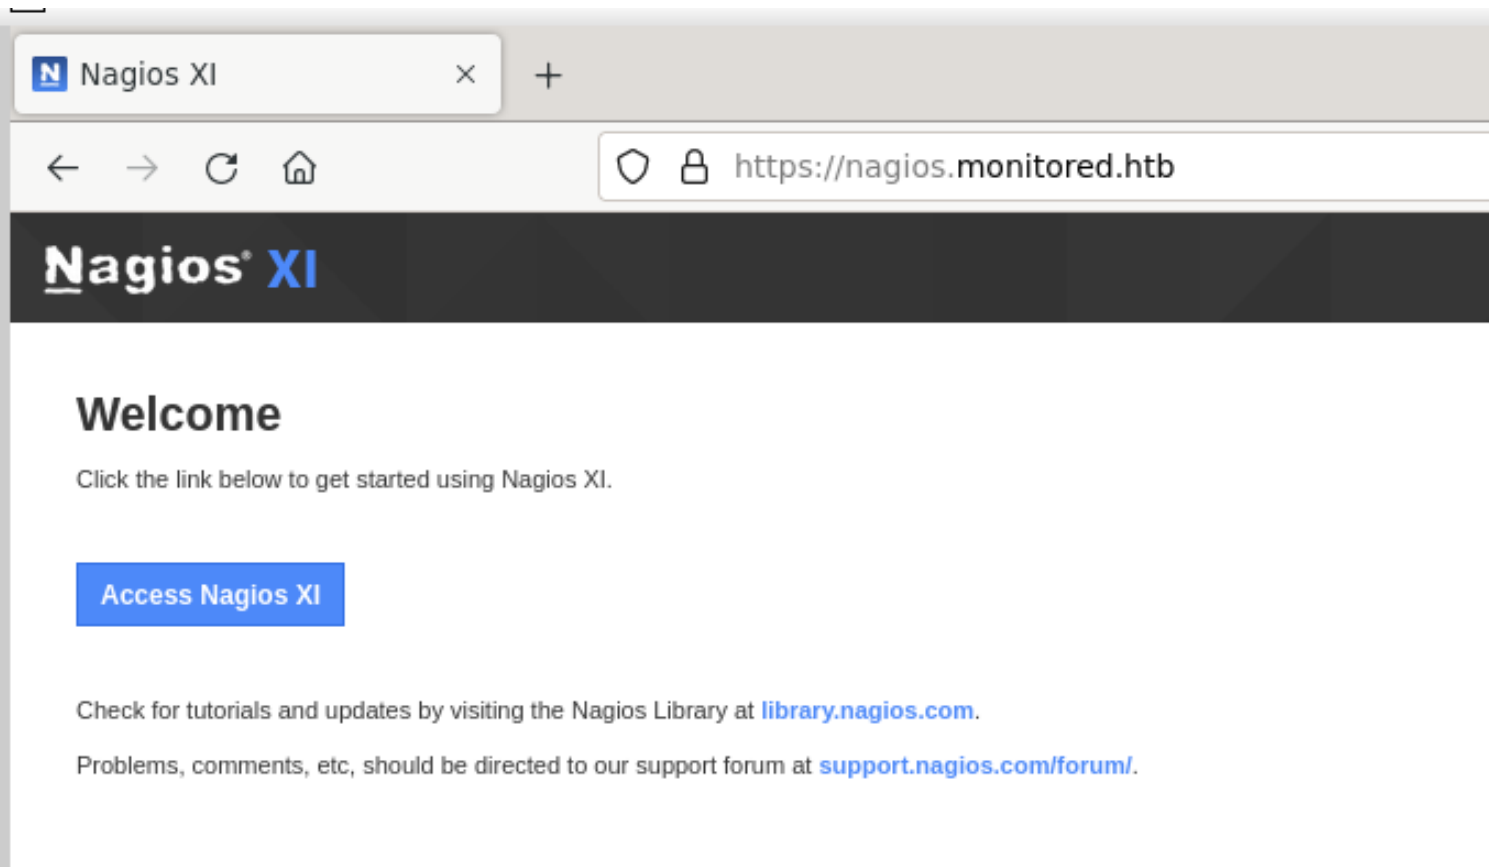 Nagios XI
https://nagios.monitored.htb
Nagios® XI
Welcome
Click the link below to get started using Nagios XI.
Access Nagios XI
Check for tutorials and updates by visiting the Nagios Library at library.nagios.com.
Problems, comments, etc, should be directed to our support forum at support.nagios.com/forum/.